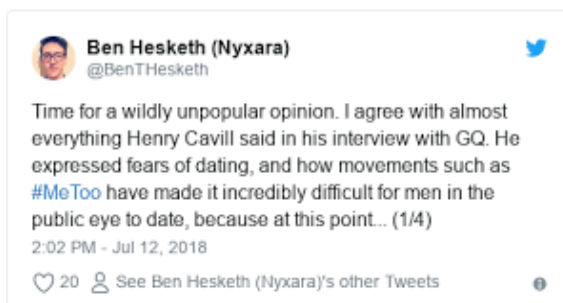 Ben Hesketh (Nyxara)
@BenTHesketh
Time for a wildly unpopular opinion. I agree with almost
everything Henry Cavill said in his interview with GQ. He
expressed fears of dating, and how movements such as
#MeToo have made it incredibly difficult for men in the
public eye to date, because at this point... (1/4)
2:02 PM - Jul 12, 2018
20 See Ben Hesketh (Nyxara)'s other Tweets